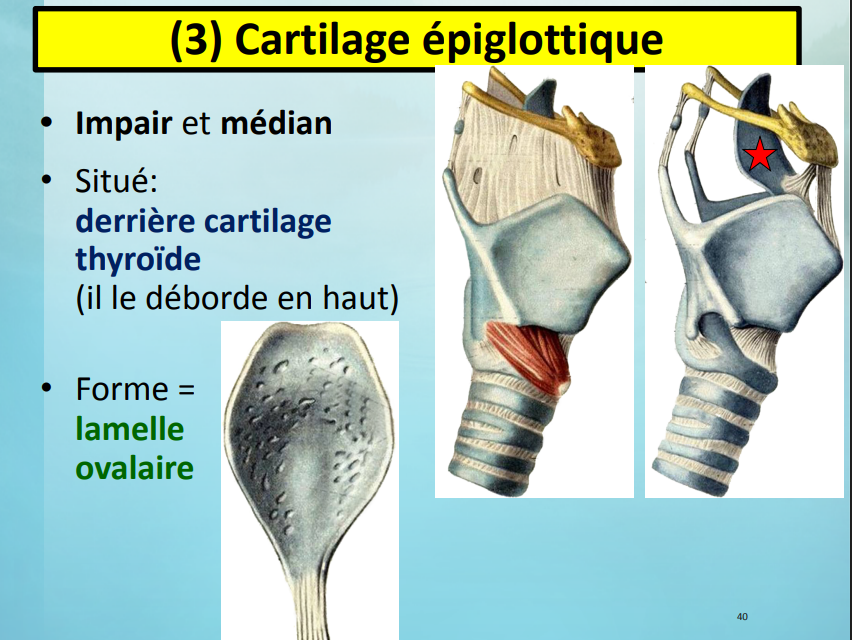 (3) Cartilage épiglottique
• Impair et médian
• Situé:
derrière cartilage
thyroïde
(il le déborde en haut)
• Forme =
lamelle
ovalaire
40